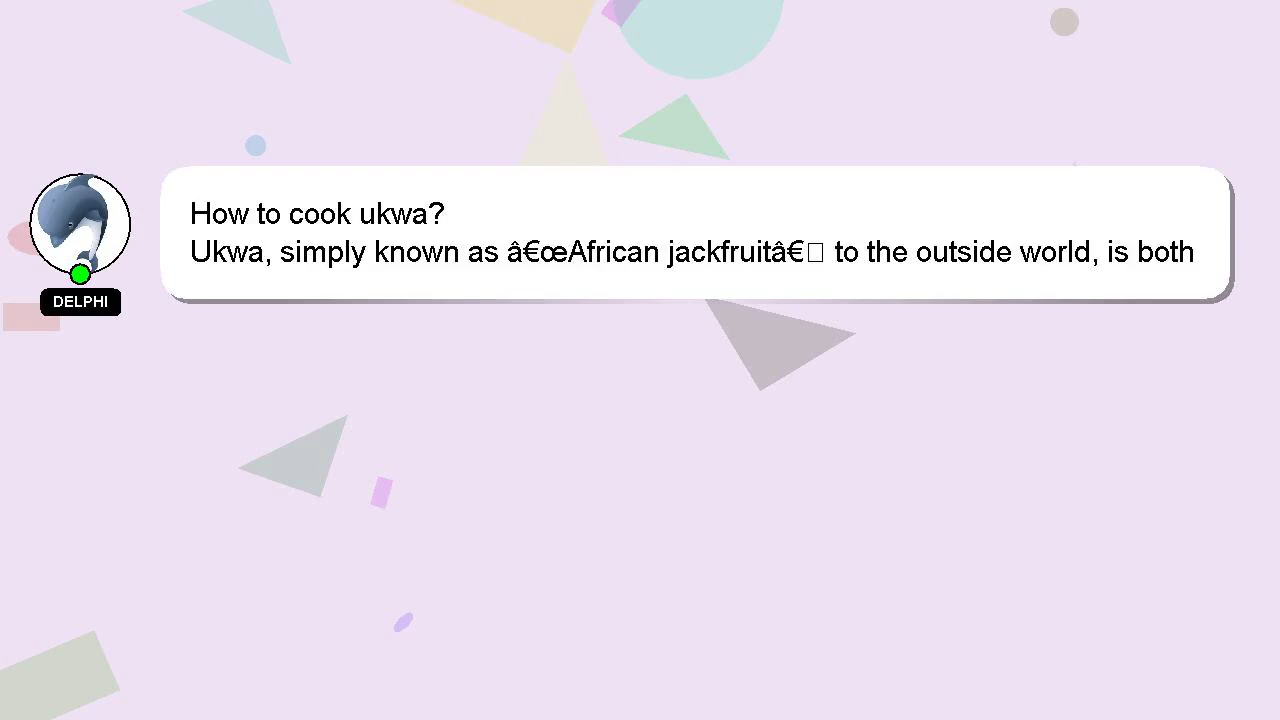 How to cook ukwa?
Ukwa, simply known as â€œAfrican jackfruitâ€□ to the outside world, is both
DELPHI